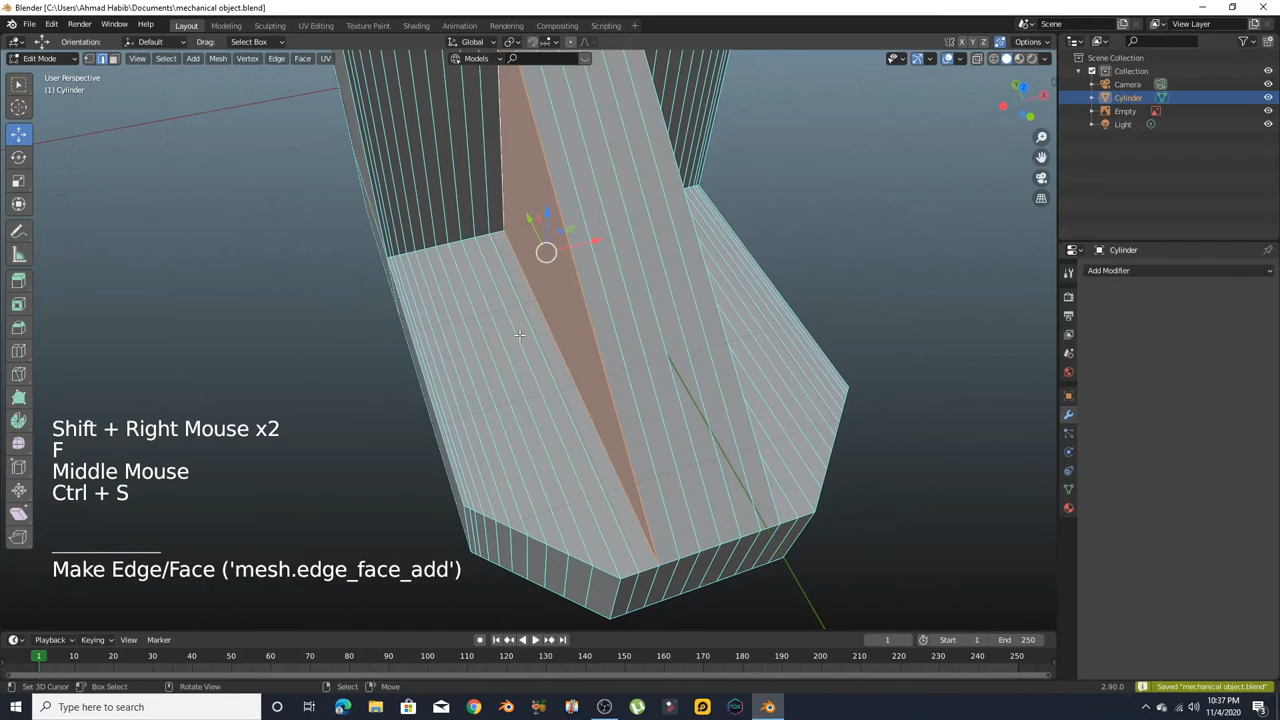 Blender [C:\Users\Ahmad Habib\Documents\mechanical object.blend]
File Edit Render Window Help Layout Modeling Sculpting UV Editing Texture Paint Shading Animation Rendering Compositing Scripting Scene View Layer
Orientation: Default Drag: Select Box Global X Y Z Options
Edit Mode View Select Add Mesh Vertex Edge Face UV Models
User Perspective
(1) Cylinder
Scene Collection
Collection
Camera
Cylinder
Empty
Light
Cylinder
Add Modifier
Shift + Right Mouse x2
F
Middle Mouse
Ctrl + S
Make Edge/Face ('mesh.edge_face_add')
Playback Keying View Marker 1 Start 1 End 250
1 10 20 30 40 50 60 70 80 90 100 110 120 130 140 150 160 170 180 190 200 210 220 230 240 250
Set 3D Cursor Box Select Rotate View Select Move 2.90.0 Saved "mechanical object.blend"
Type here to search
10:37 PM
11/4/2020